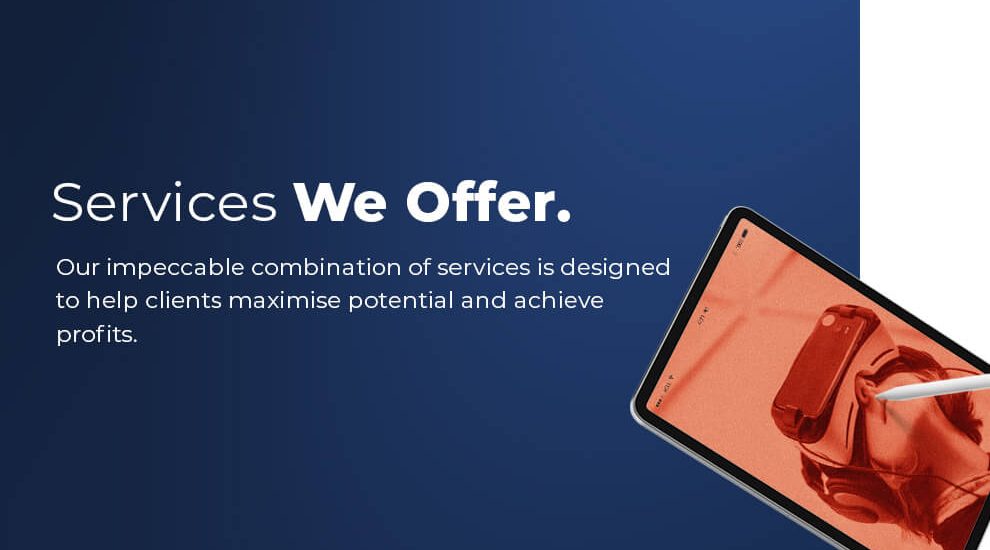 Services We Offer.
Our impeccable combination of services is designed
to help clients maximise potential and achieve
profits.